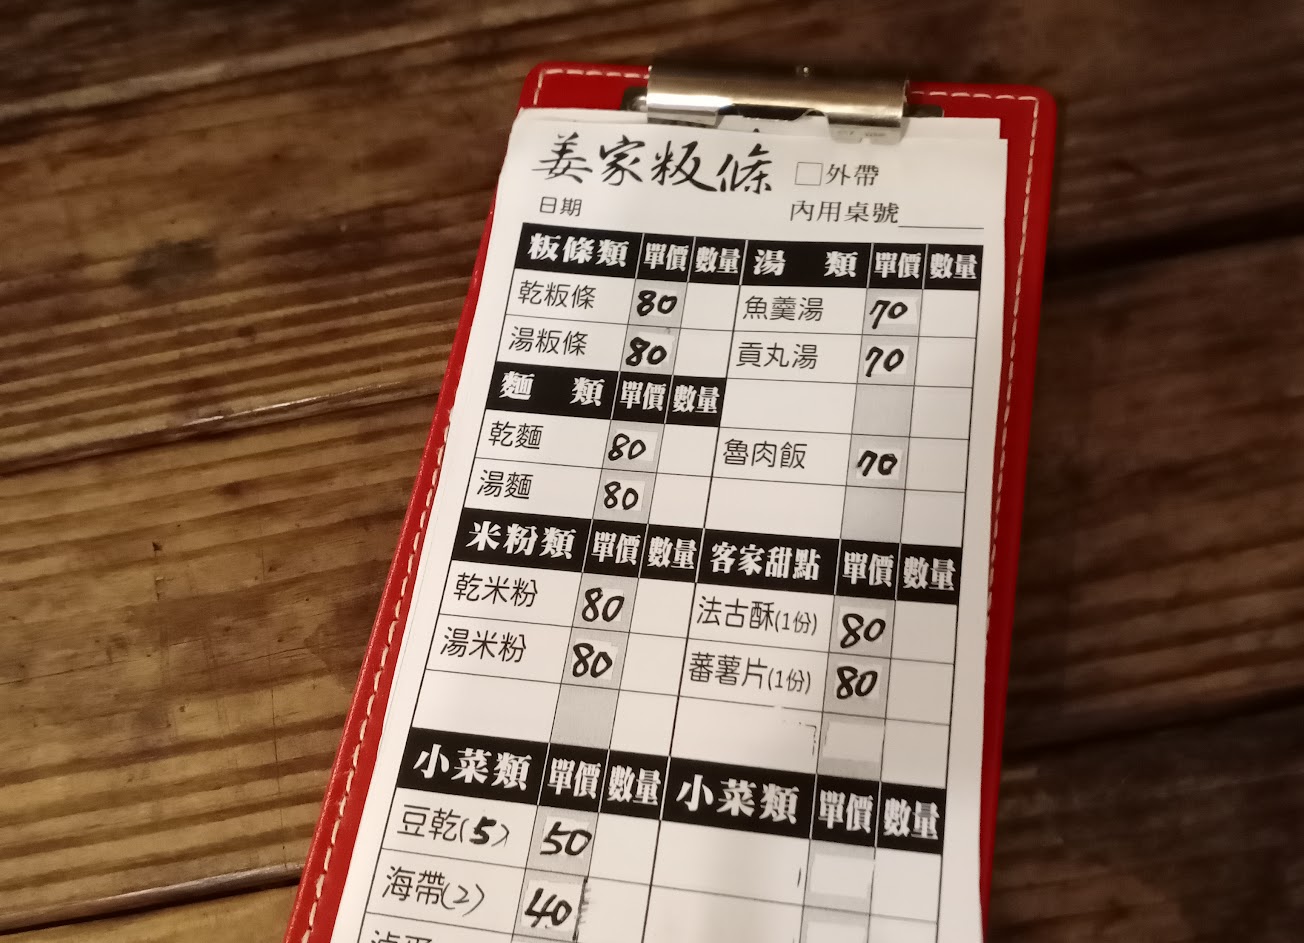 姜家粄條 □外帶
日期 內用桌號
粄條類 單價 數量 湯 類 單價 數量
乾粄條 80 魚羹湯 70
湯粄條 80 貢丸湯 70
麵 類 單價 數量
乾麵 80 魯肉飯 70
湯麵 80
米粉類 單價 數量 客家甜點 單價 數量
乾米粉 80 法古酥(1份) 80
湯米粉 80 蕃薯片(1份) 80
小菜類 單價 數量 小菜類 單價 數量
豆乾(5) 50
海帶(2) 40